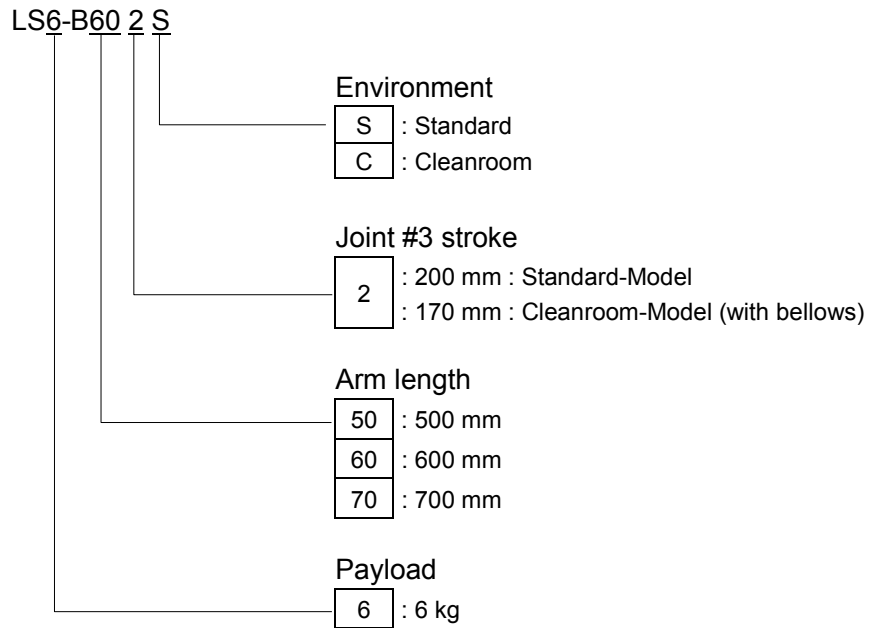 LS6-B60 2 S
Environment
S : Standard
C : Cleanroom
Joint #3 stroke
2
: 200 mm : Standard-Model
: 170 mm : Cleanroom-Model (with bellows)
Arm length
50 : 500 mm
60 : 600 mm
70 : 700 mm
Payload
6 : 6 kg